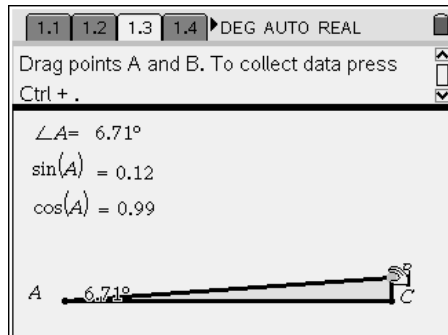 1.1 1.2 1.3 1.4 DEG AUTO REAL
Drag points A and B. To collect data press
Ctrl + .
∠A= 6.71°
sin(A) = 0.12
cos(A) = 0.99
B
A 6.71° C